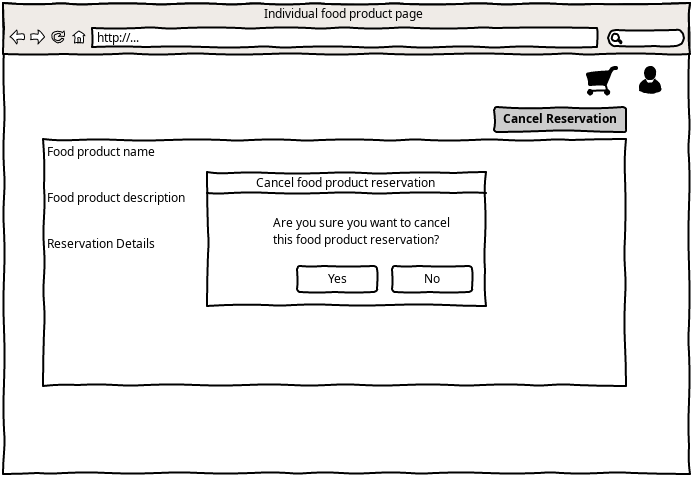 Individual food product page
http://...
Cancel Reservation
Food product name
Food product description
Reservation Details
Cancel food product reservation
Are you sure you want to cancel
this food product reservation?
Yes
No